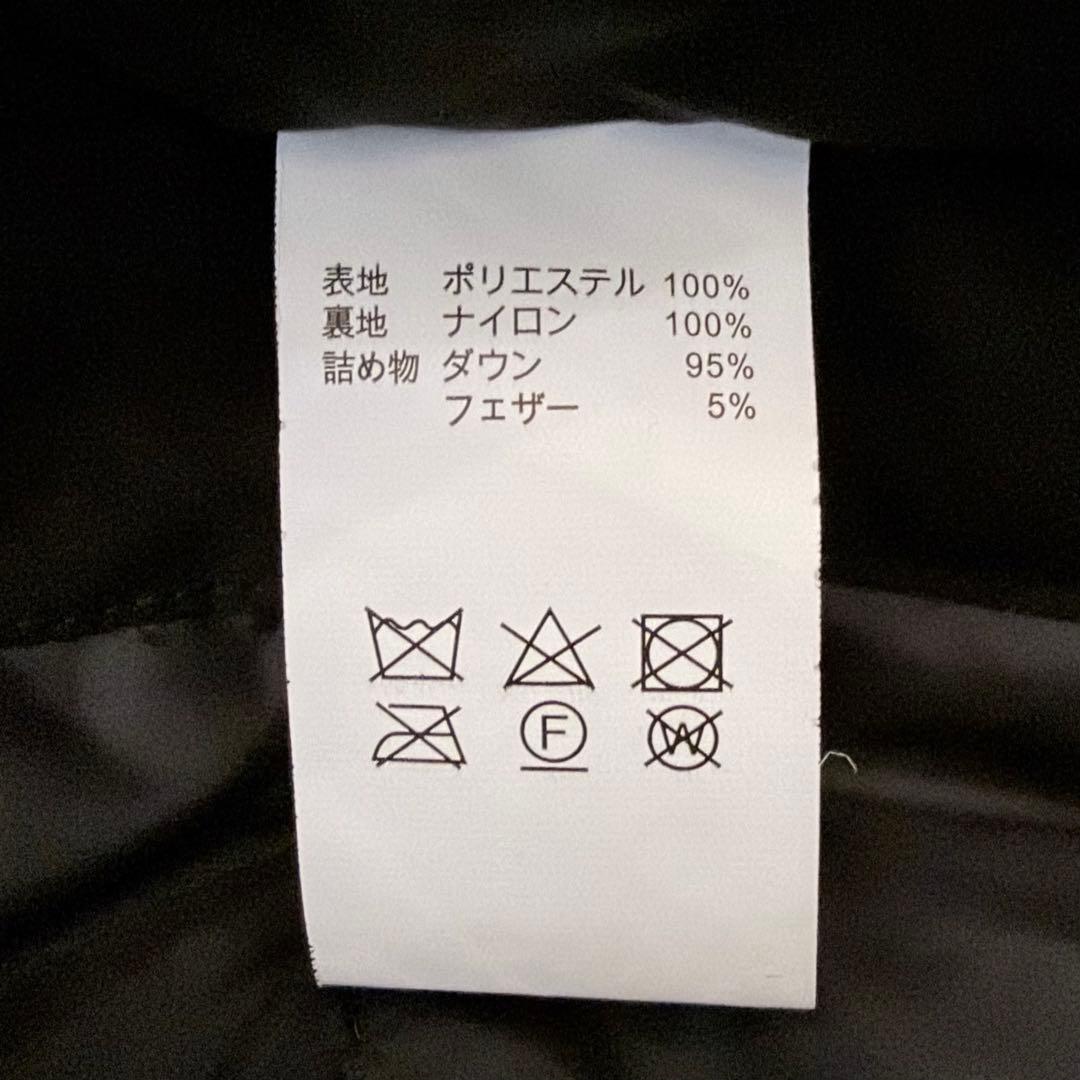 表地 ポリエステル 100%
裏地 ナイロン 100%
詰め物 ダウン 95%
フェザー 5%
F
W